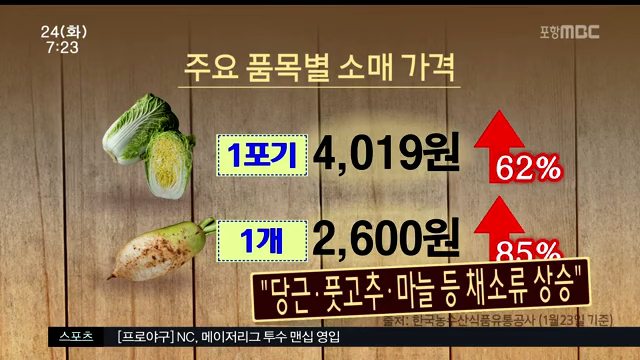 24(화)
7:23
포항MBC
주요 품목별 소매 가격
1포기 4,019원 62%
1개 2,600원 85%
"당근·풋고추·마늘 등 채소류 상승"
출처: 한국농수산식품유통공사 (1월23일 기준)
스포츠 [프로야구] NC, 메이저리그 투수 맨십 영입